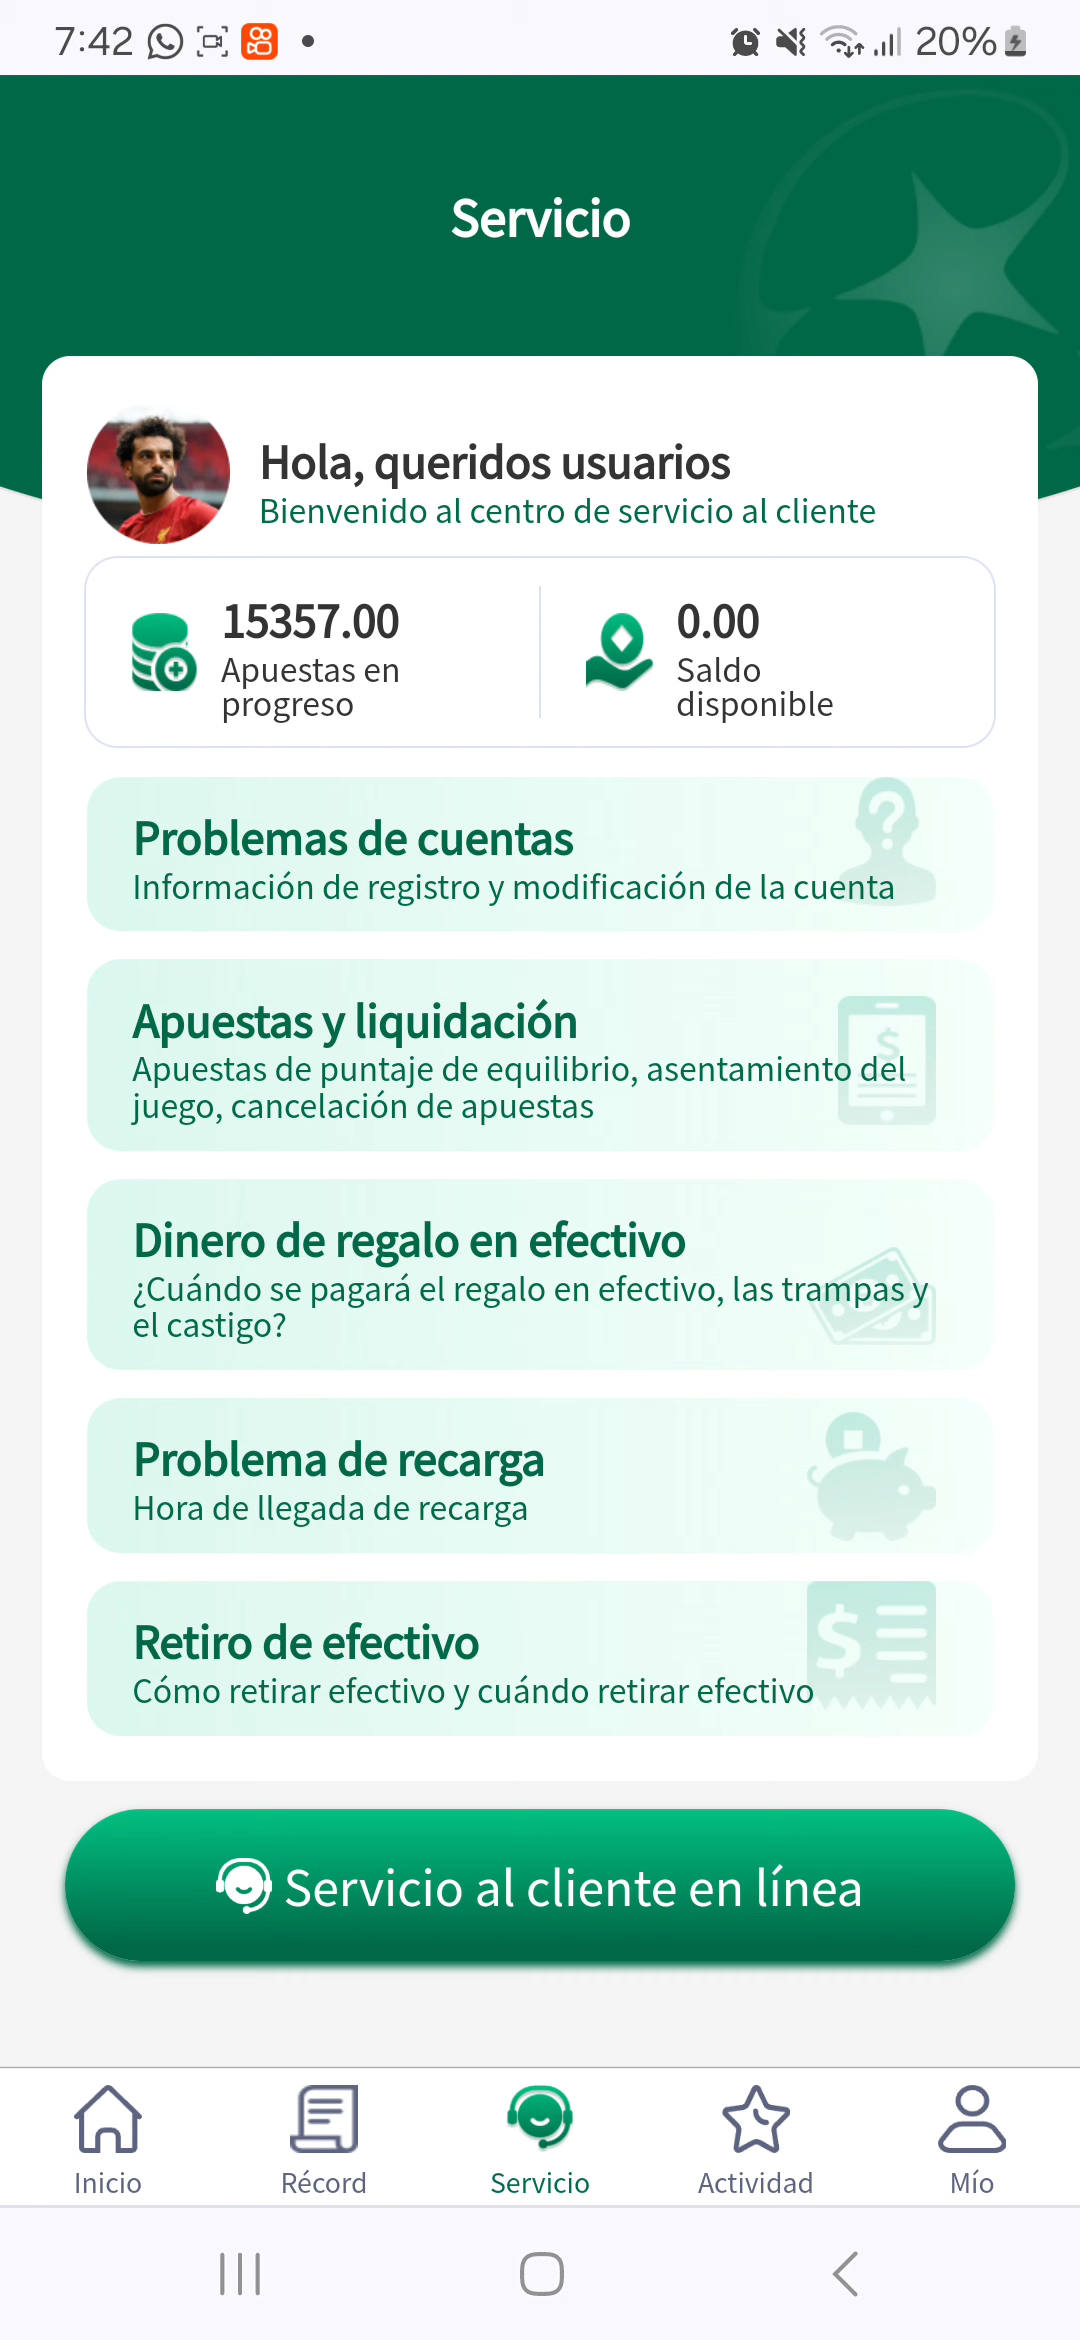 7:42
20%
Servicio
Hola, queridos usuarios
Bienvenido al centro de servicio al cliente
15357.00
Apuestas en
progreso
0.00
Saldo
disponible
Problemas de cuentas
Información de registro y modificación de la cuenta
Apuestas y liquidación
Apuestas de puntaje de equilibrio, asentamiento del
juego, cancelación de apuestas
Dinero de regalo en efectivo
¿Cuándo se pagará el regalo en efectivo, las trampas y
el castigo?
Problema de recarga
Hora de llegada de recarga
Retiro de efectivo
Cómo retirar efectivo y cuándo retirar efectivo
Servicio al cliente en línea
Inicio
Récord
Servicio
Actividad
Mío